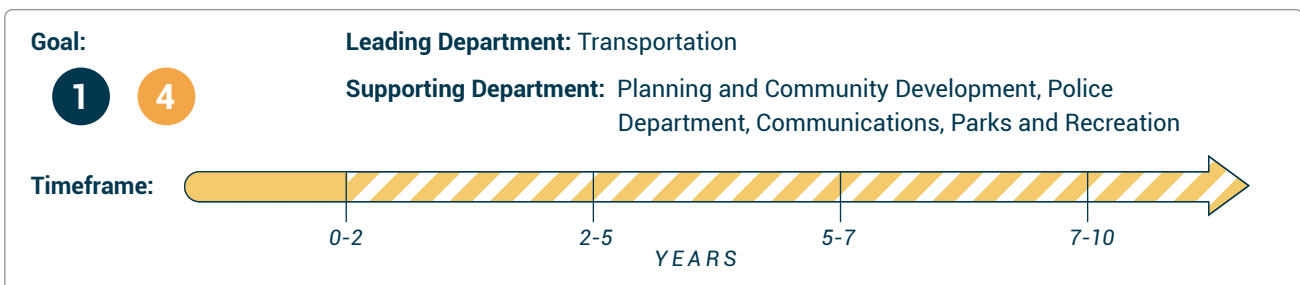 Goal:
1 4
Leading Department: Transportation
Supporting Department: Planning and Community Development, Police
Department, Communications, Parks and Recreation
Timeframe:
0-2 2-5 5-7 7-10
YEARS